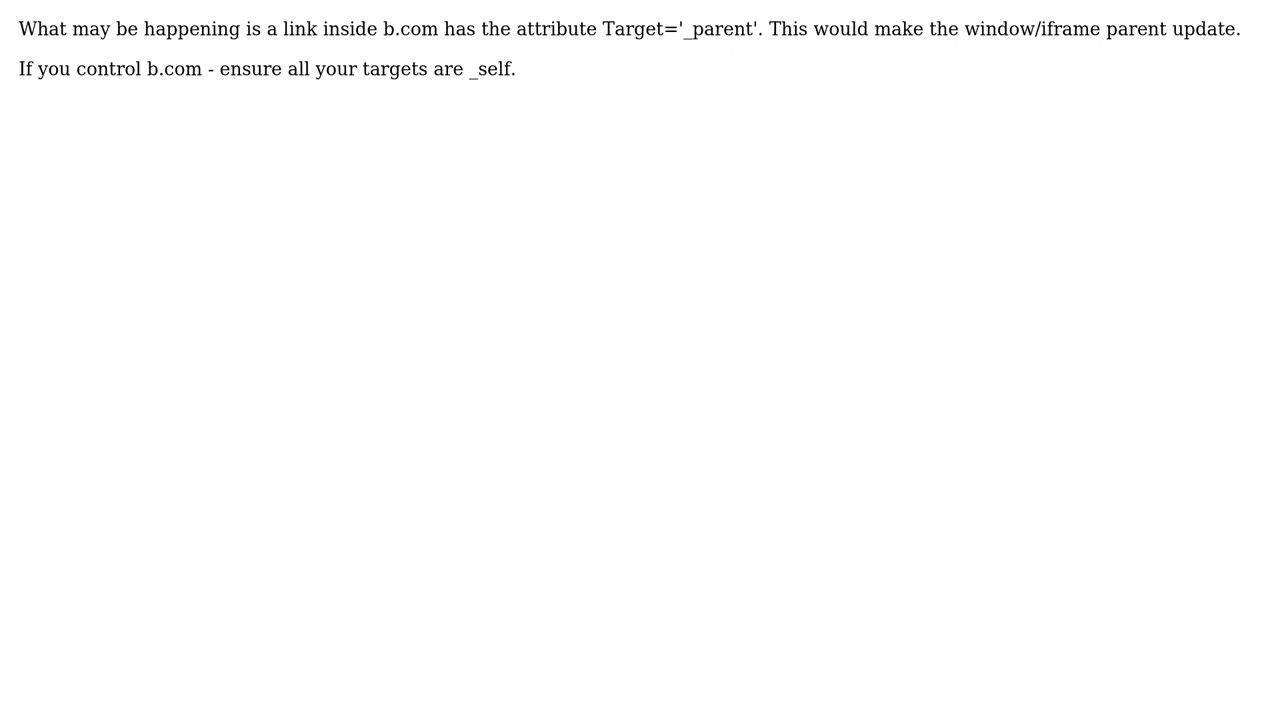 What may be happening is a link inside b.com has the attribute Target='_parent'. This would make the window/iframe parent update.
If you control b.com - ensure all your targets are _self.